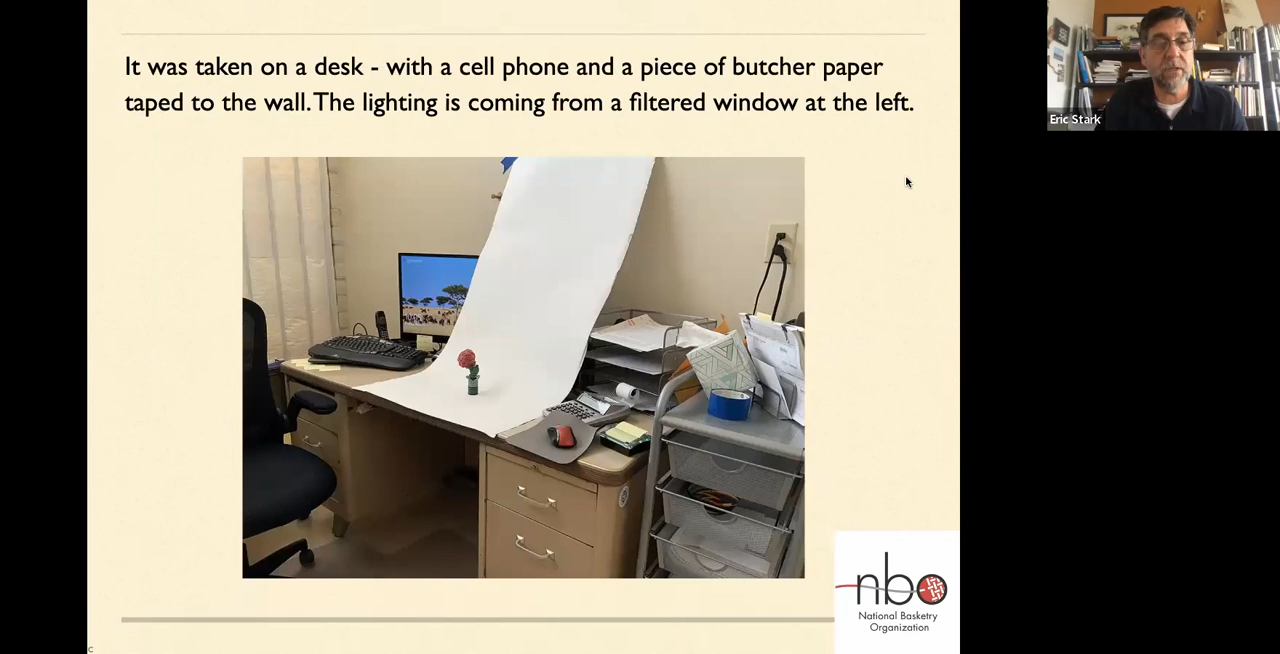 It was taken on a desk - with a cell phone and a piece of butcher paper
taped to the wall. The lighting is coming from a filtered window at the left.
Eric Stark
nbo
National Basketry
Organization
c